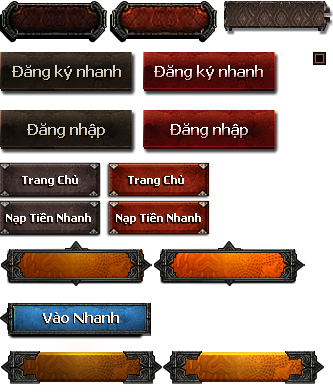 Đăng ký nhanh
Đăng ký nhanh
Đăng nhập
Đăng nhập
Trang Chủ
Trang Chủ
Nạp Tiền Nhanh
Nạp Tiền Nhanh
Vào Nhanh